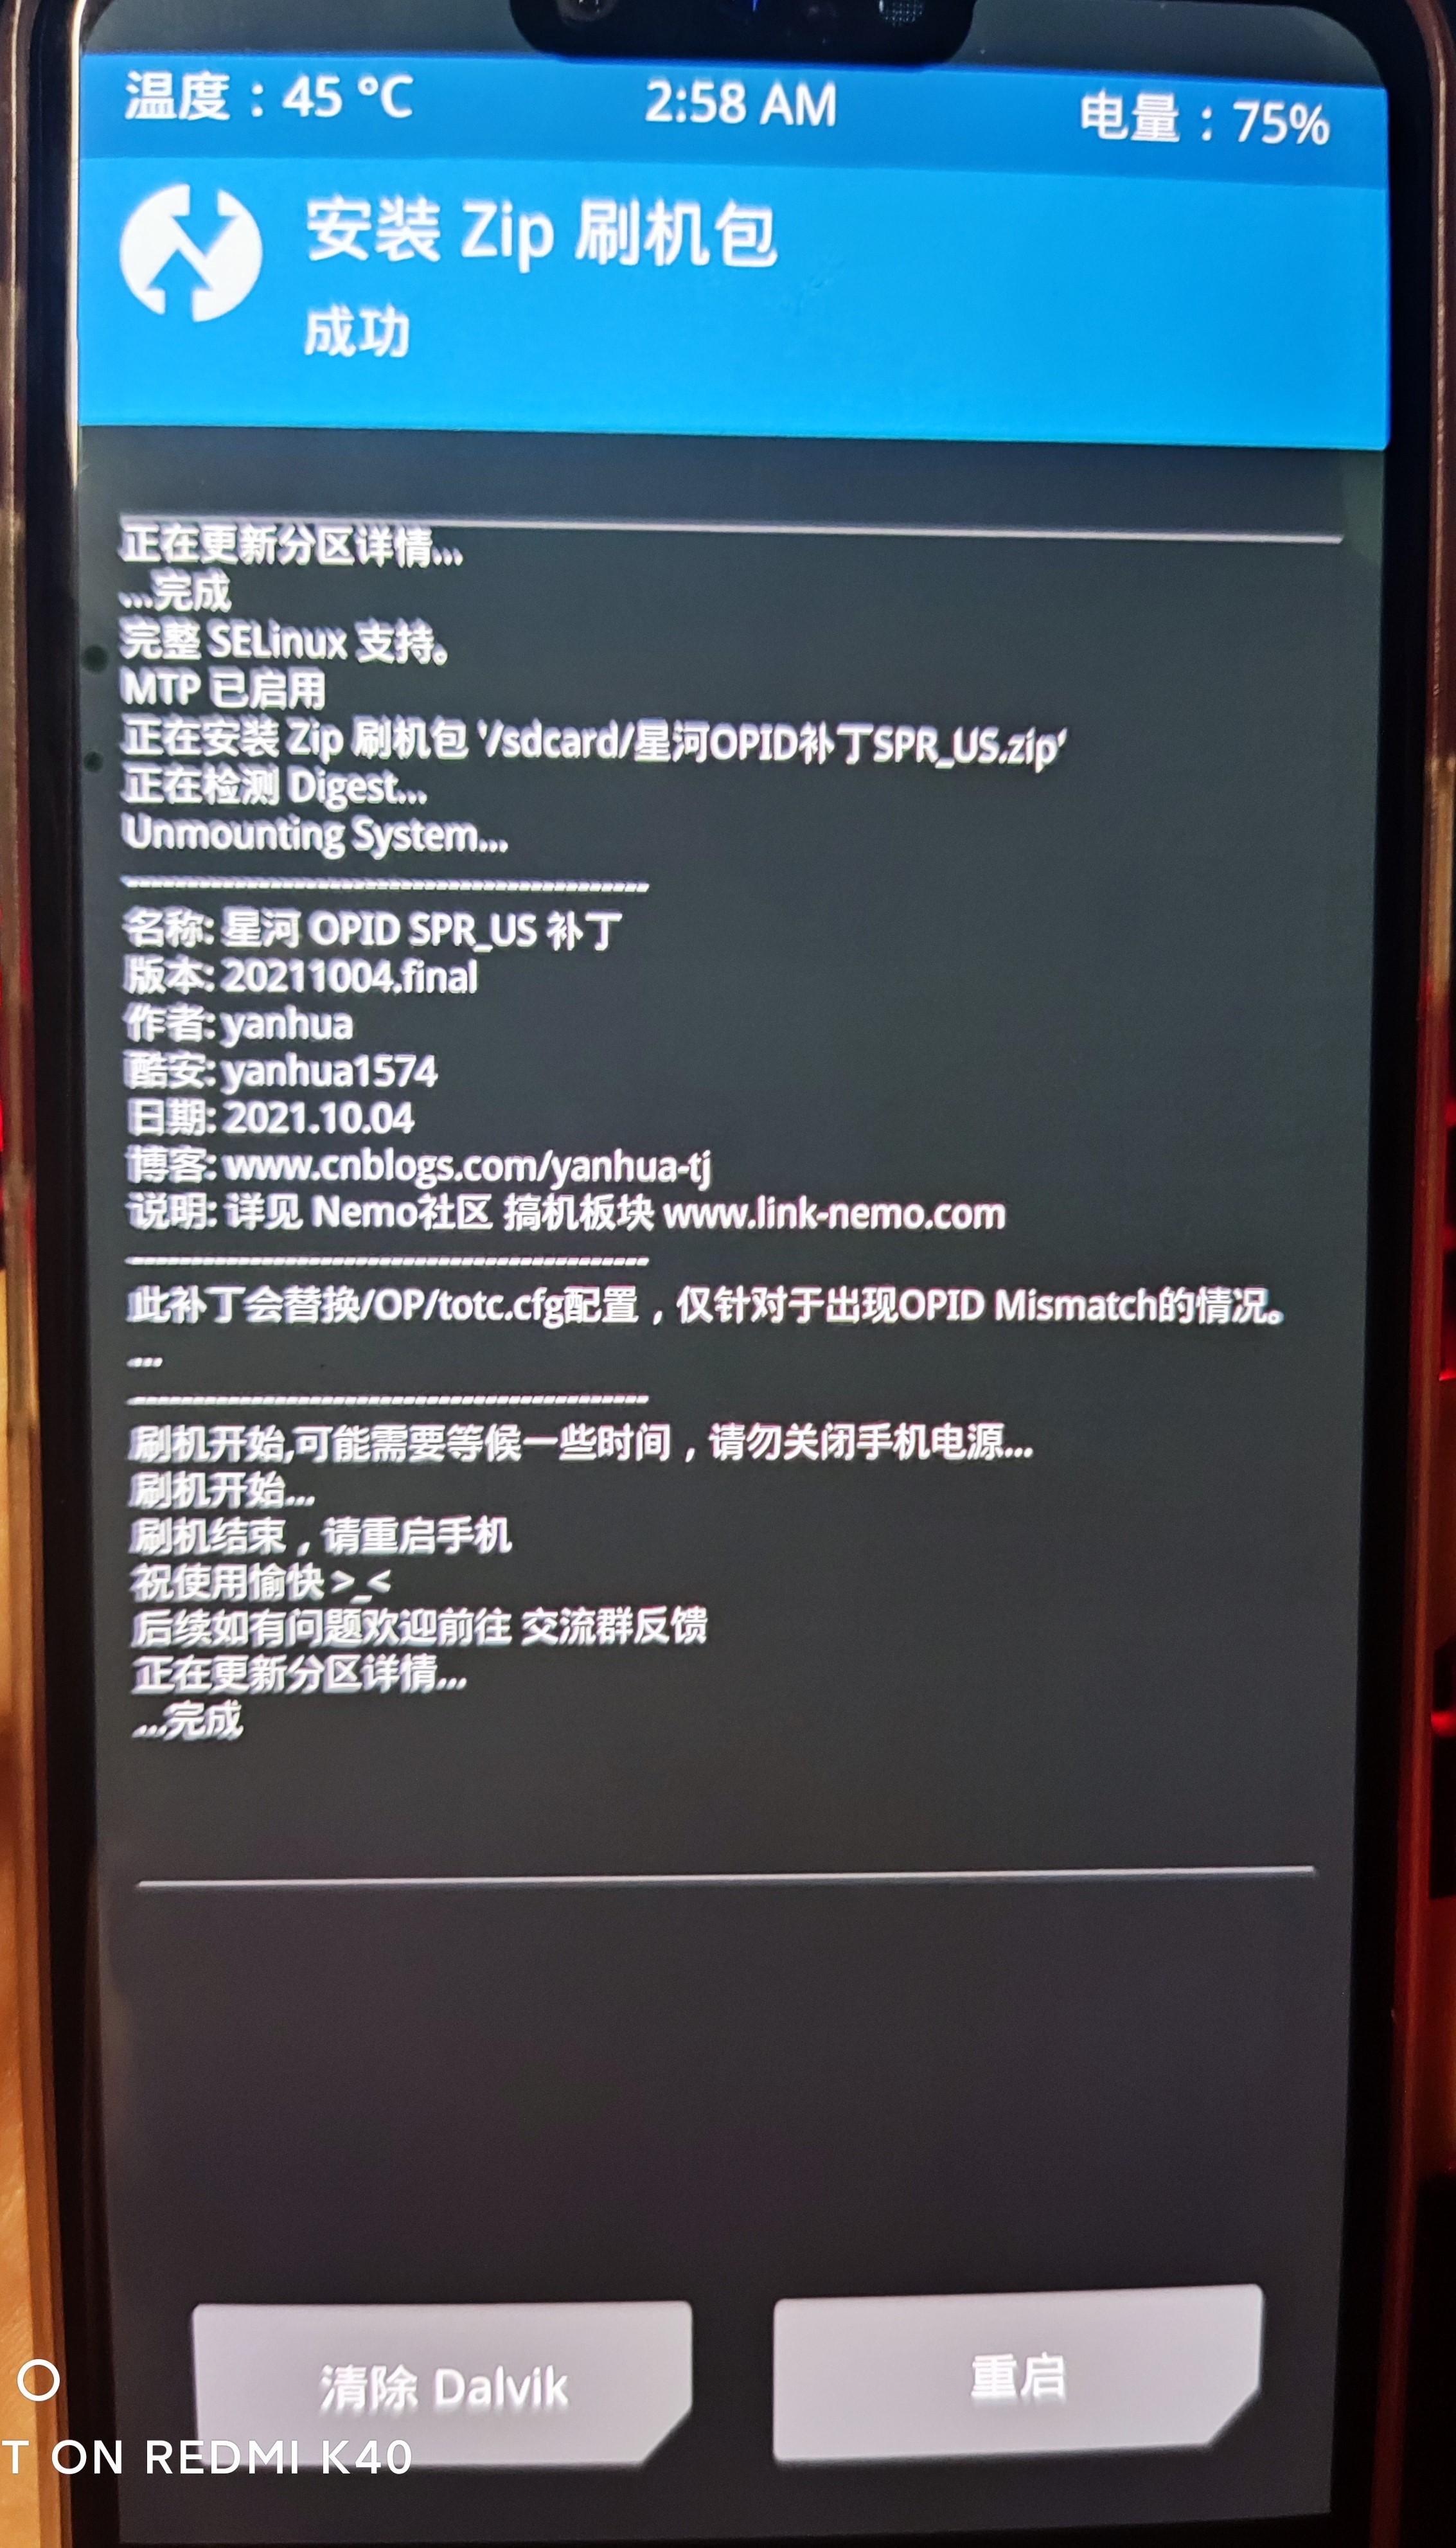 温度：45 °C 2:58 AM 电量：75%
安装 Zip 刷机包
成功
正在更新分区详情...
...完成
完整 SELinux 支持。
MTP 已启用
正在安装 Zip 刷机包 '/sdcard/星河OPID补丁SPR_US.zip'
正在检测 Digest...
Unmounting System...
----------------------------------------
名称: 星河 OPID SPR_US 补丁
版本: 20211004.final
作者: yanhua
酷安: yanhua1574
日期: 2021.10.04
博客: www.cnblogs.com/yanhua-tj
说明: 详见 Nemo社区 搞机板块 www.link-nemo.com
----------------------------------------
此补丁会替换/OP/totc.cfg配置，仅针对于出现OPID Mismatch的情况。
...
----------------------------------------
刷机开始,可能需要等候一些时间，请勿关闭手机电源...
刷机开始...
刷机结束，请重启手机
祝使用愉快 >_<
后续如有问题欢迎前往 交流群反馈
正在更新分区详情...
...完成
清除 Dalvik 重启
T ON REDMI K40